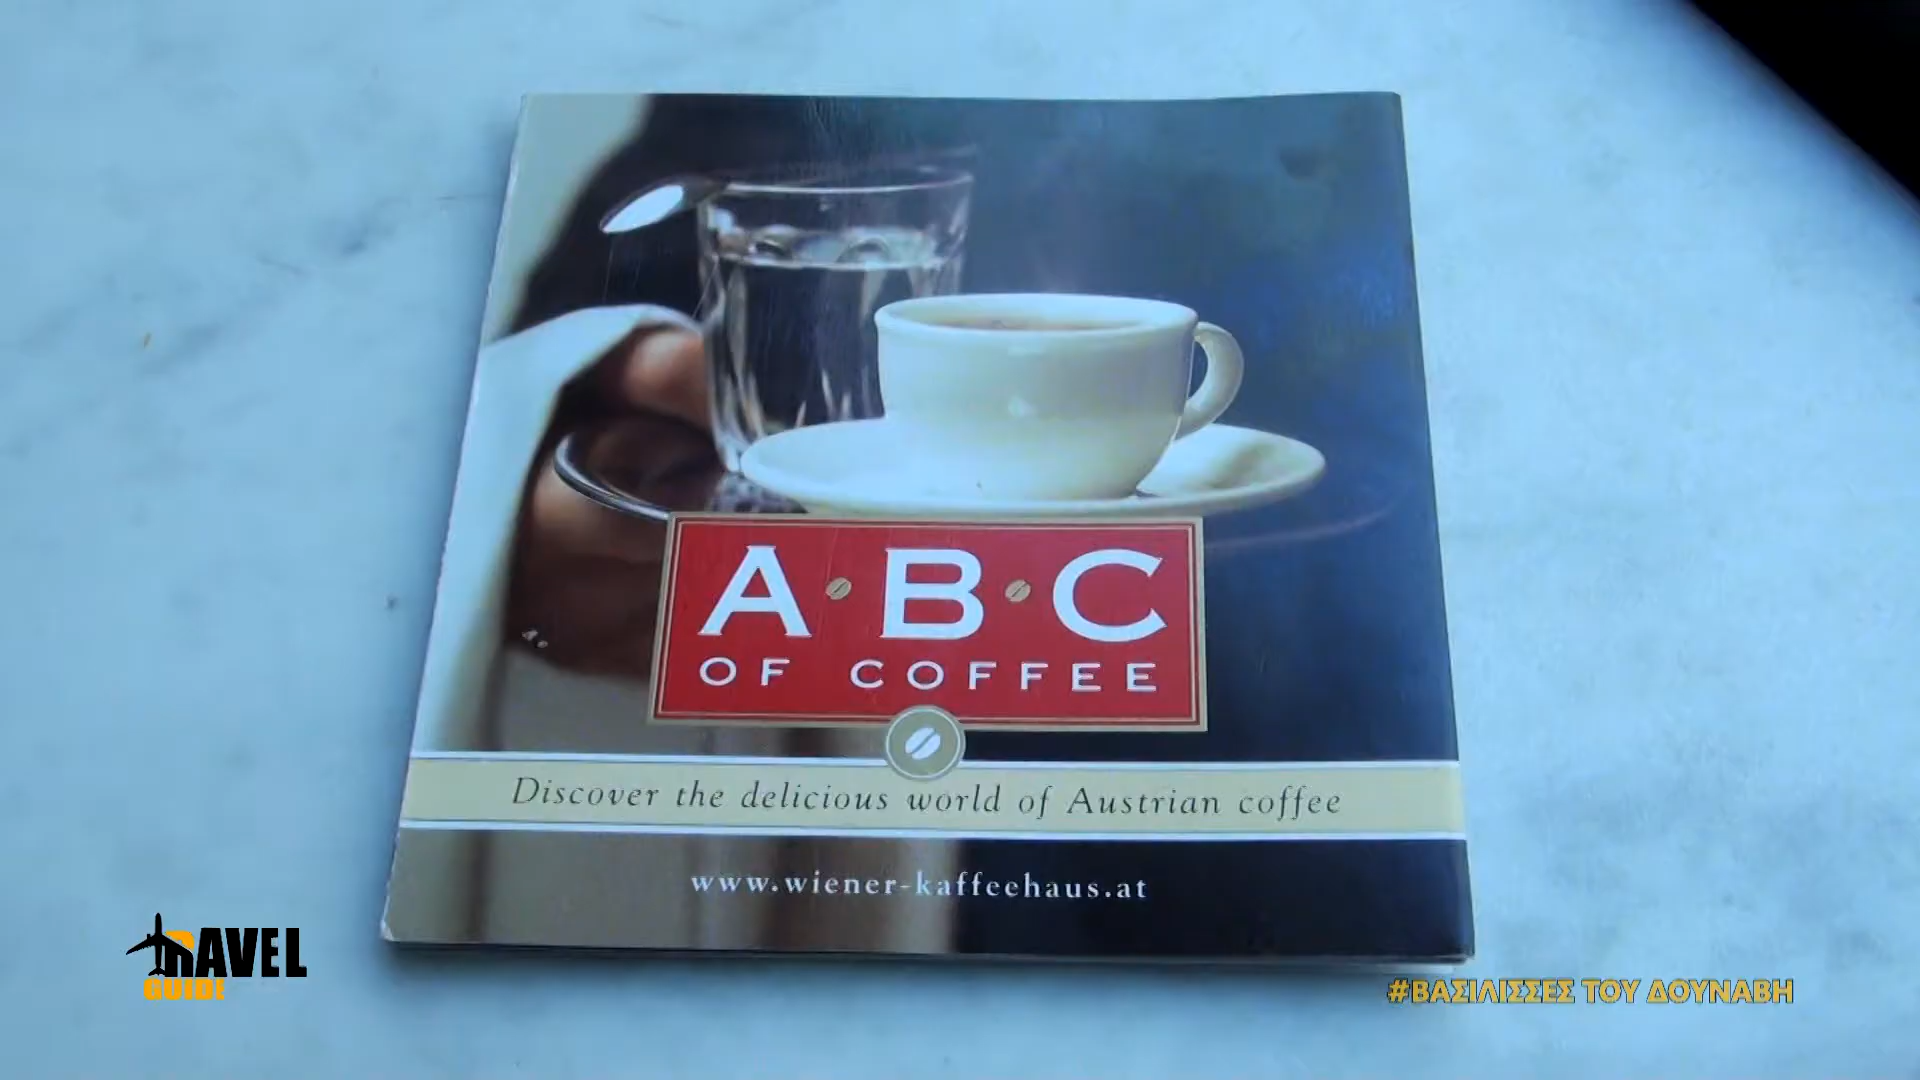 A·B·C
OF COFFEE
Discover the delicious world of Austrian coffee
www.wiener-kaffeehaus.at
TRAVEL
GUIDE
#ΒΑΣΙΛΙΣΣΕΣ ΤΟΥ ΔΟΥΝΑΒΗ